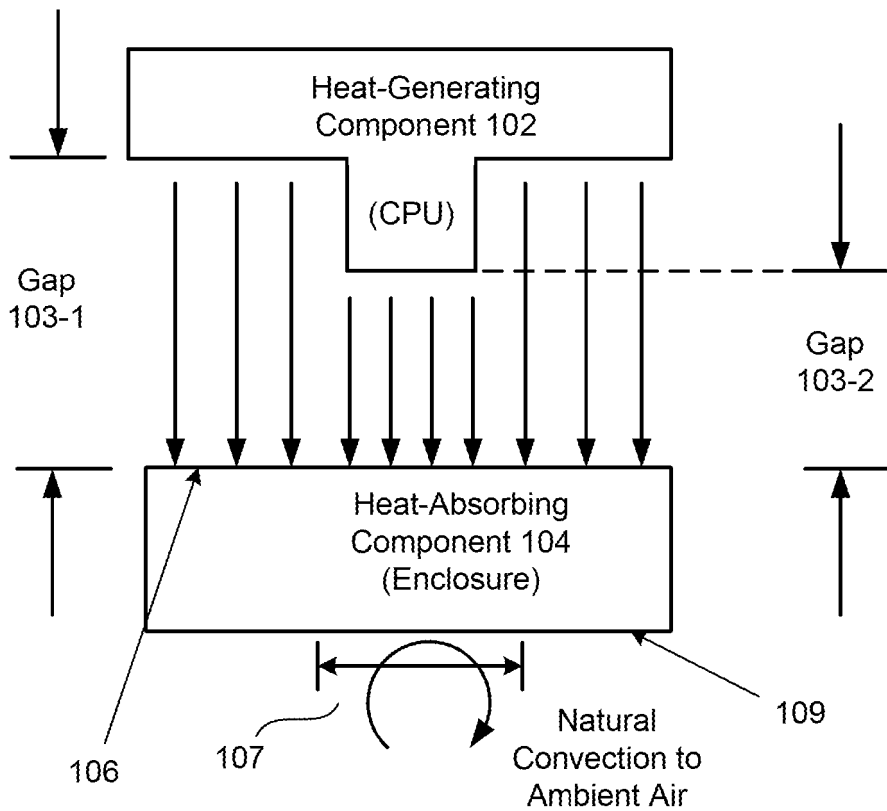 Heat-Generating
Component 102
(CPU)
Gap
103-1
Gap
103-2
Heat-Absorbing
Component 104
(Enclosure)
106
107
109
Natural
Convection to
Ambient Air